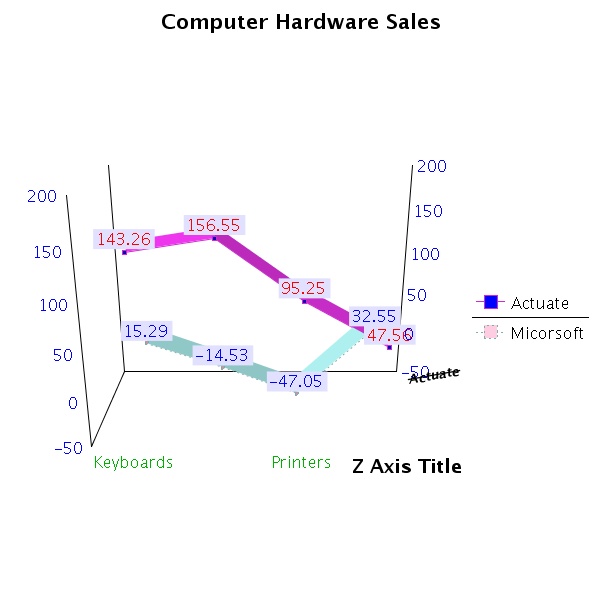 Computer Hardware Sales
200
150
100
50
0
-50
200
150
100
50
0
-50
143.26
156.55
95.25
47.56
15.29
-14.53
-47.05
32.55
Actuate
Keyboards
Printers
Z Axis Title
Actuate
Micorsoft